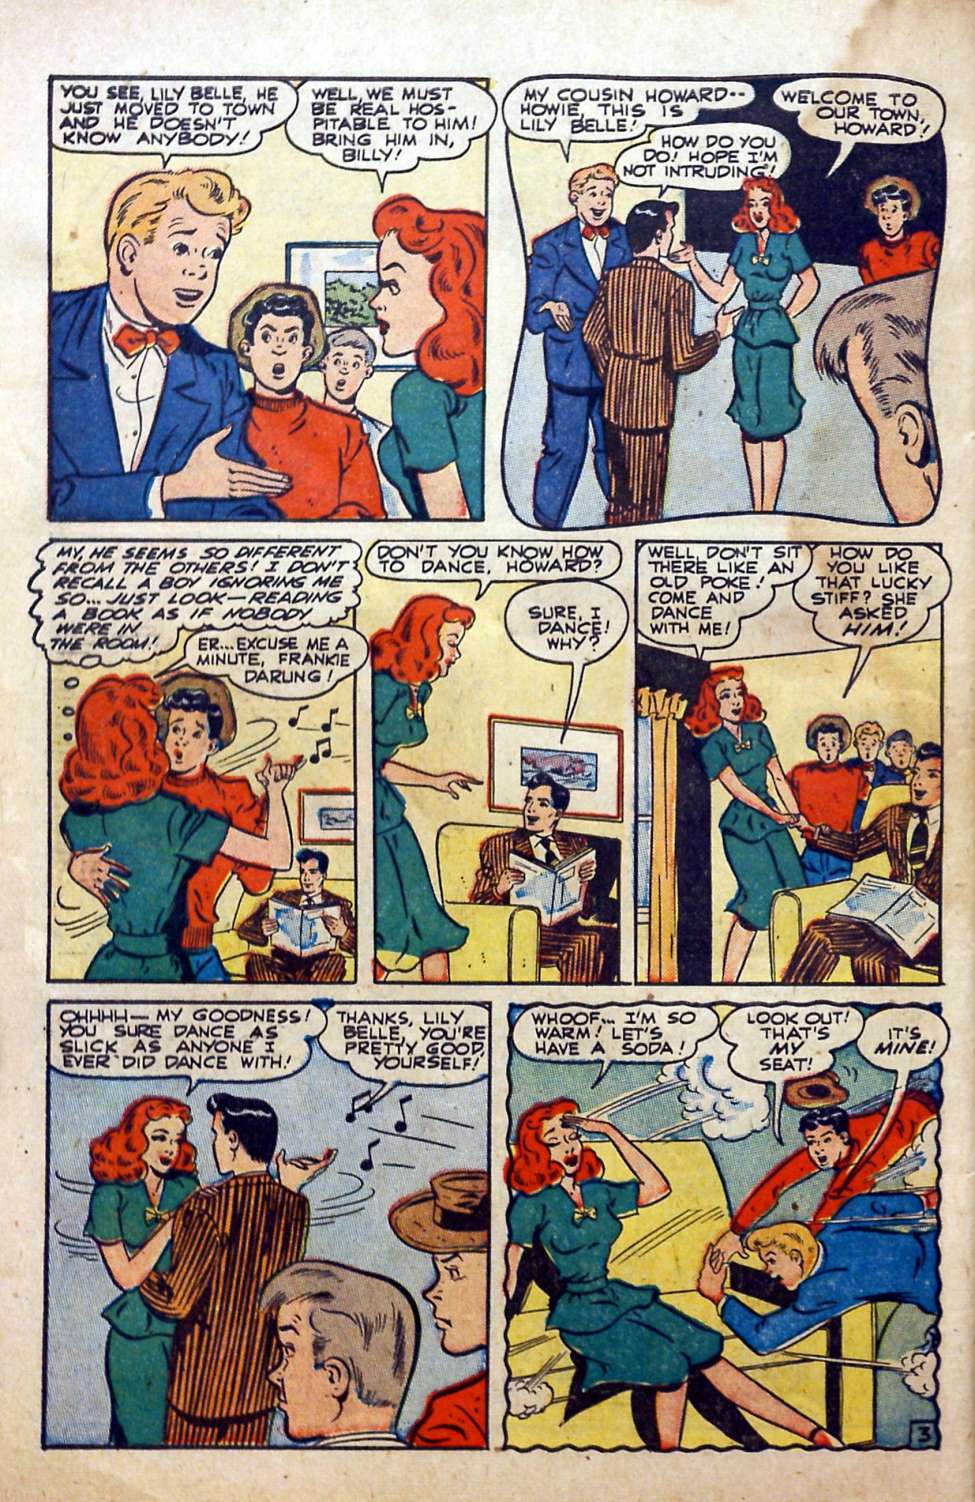 YOU SEE, LILY BELLE, HE
JUST MOVED TO TOWN
AND HE DOESN'T
KNOW ANYBODY!
WELL, WE MUST
BE REAL HOS-
PITABLE TO HIM!
BRING HIM IN,
BILLY!
MY COUSIN HOWARD--
HOWIE, THIS IS
LILY BELLE!
HOW DO YOU
DO! HOPE I'M
NOT INTRUDING!
WELCOME TO
OUR TOWN,
HOWARD!
MY, HE SEEMS SO DIFFERENT
FROM THE OTHERS! I DON'T
RECALL A BOY IGNORING ME
SO... JUST LOOK-READING
A BOOK AS IF NOBODY
WERE IN
THE ROOM!
ER...EXCUSE ME A
MINUTE, FRANKIE
DARLING!
DON'T YOU KNOW HOW
TO DANCE, HOWARD?
SURE, I
DANCE!
WHY?
WELL, DON'T SIT
THERE LIKE AN
OLD POKE!
COME AND
DANCE
WITH ME!
HOW DO
YOU LIKE
THAT LUCKY
STIFF? SHE
ASKED
HIM!
OHHHH- MY GOODNESS!
YOU SURE DANCE AS
SLICK AS ANYONE I
EVER DID DANCE WITH!
THANKS, LILY
BELLE, YOU'RE
PRETTY GOOD
YOURSELF!
WHOOF... I'M SO
WARM! LET'S
HAVE A SODA!
LOOK OUT!
THAT'S
MY
SEAT!
IT'S
MINE!
3